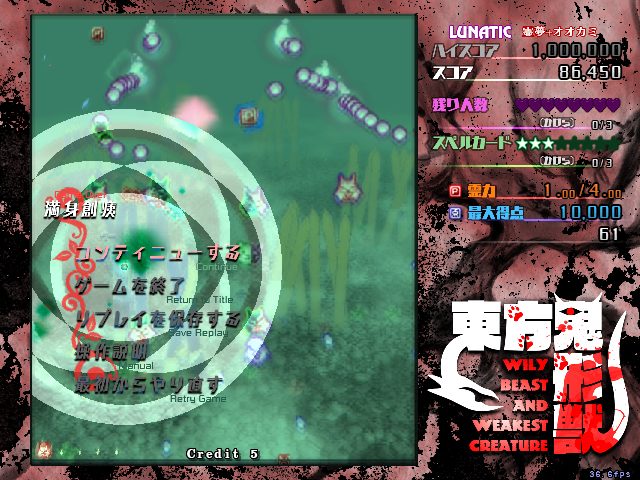 LUNATIC 霊夢+オオカミ
ハイスコア 1,000,000
スコア 86,450
残り人数
(かけら) 0/3
スペルカード ★★★★★★★★★
(かけら) 0/3
霊力 1.00/4.00
最大得点 10,000
61
満身創痍
コンティニューする
Continue
ゲームを終了
Return to Title
リプレイを保存する
Save Replay
操作説明
Manual
最初からやり直す
Retry Game
Credit 5
東方鬼形獣
WILY
BEAST
AND
WEAKEST
CREATURE
36.6fps